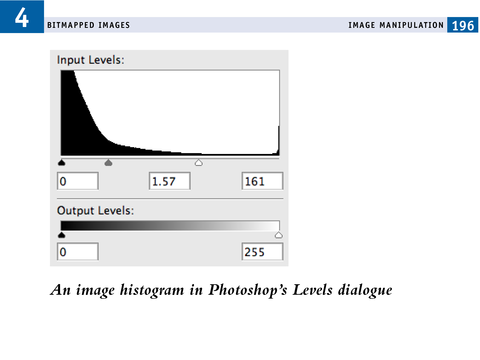 4
BITMAPPED IMAGES
IMAGE MANIPULATION 196
Input Levels:
0 1.57 161
Output Levels:
0 255
An image histogram in Photoshop's Levels dialogue